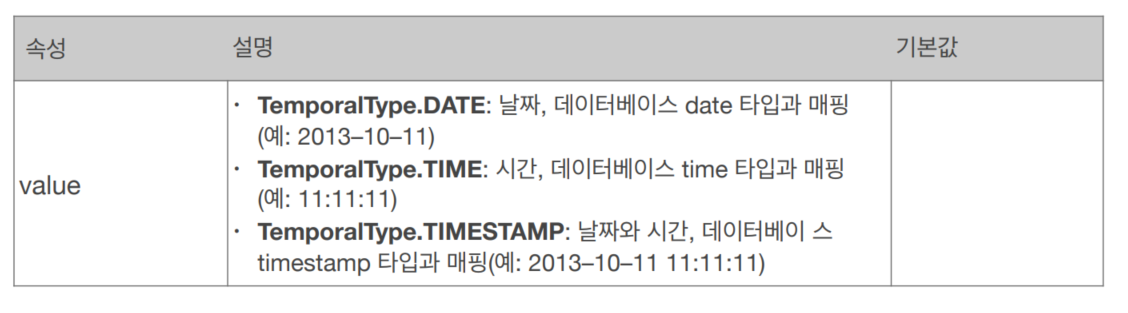 속성 설명 기본값
value
• TemporalType.DATE: 날짜, 데이터베이스 date 타입과 매핑
(예: 2013–10–11)
• TemporalType.TIME: 시간, 데이터베이스 time 타입과 매핑
(예: 11:11:11)
• TemporalType.TIMESTAMP: 날짜와 시간, 데이터베이 스
timestamp 타입과 매핑(예: 2013–10–11 11:11:11)